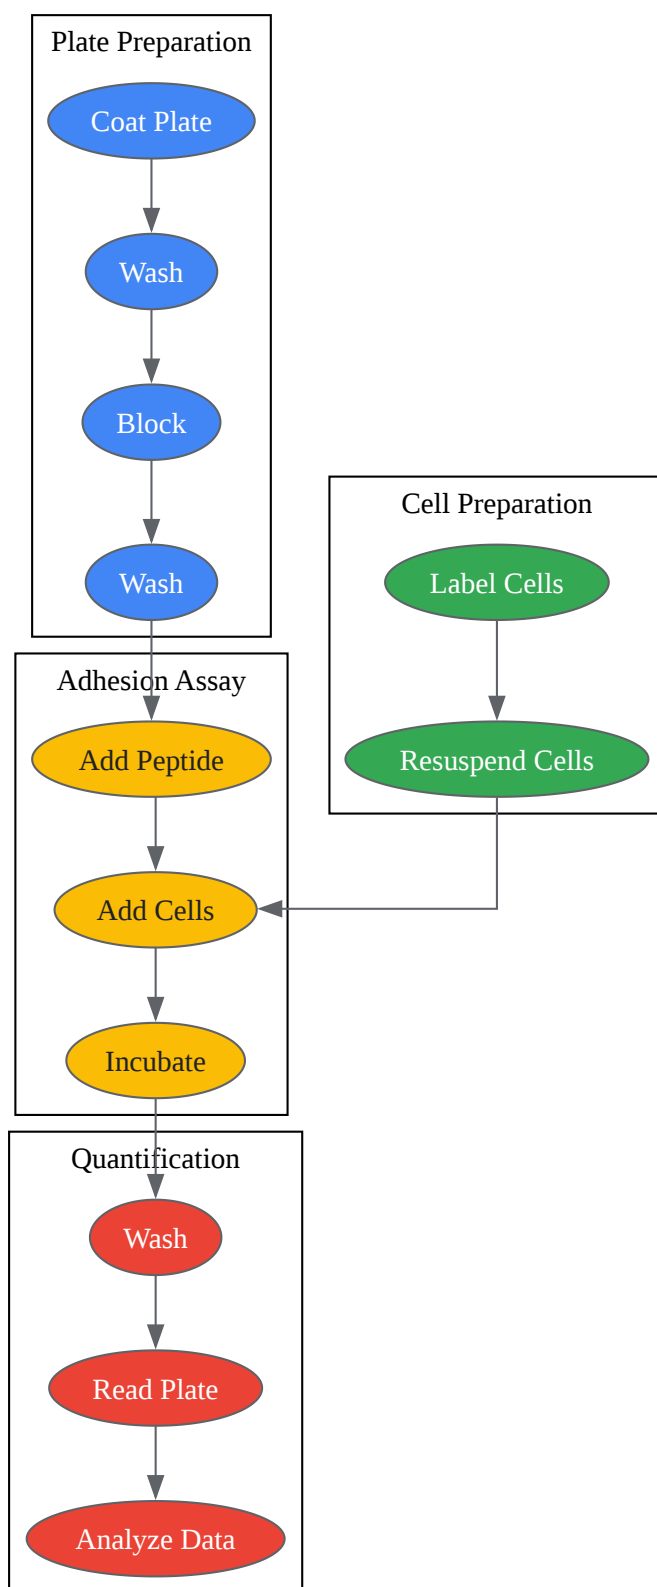 Plate Preparation
Coat Plate
Wash
Block
Wash
Cell Preparation
Label Cells
Resuspend Cells
Adhesion Assay
Add Peptide
Add Cells
Incubate
Quantification
Wash
Read Plate
Analyze Data